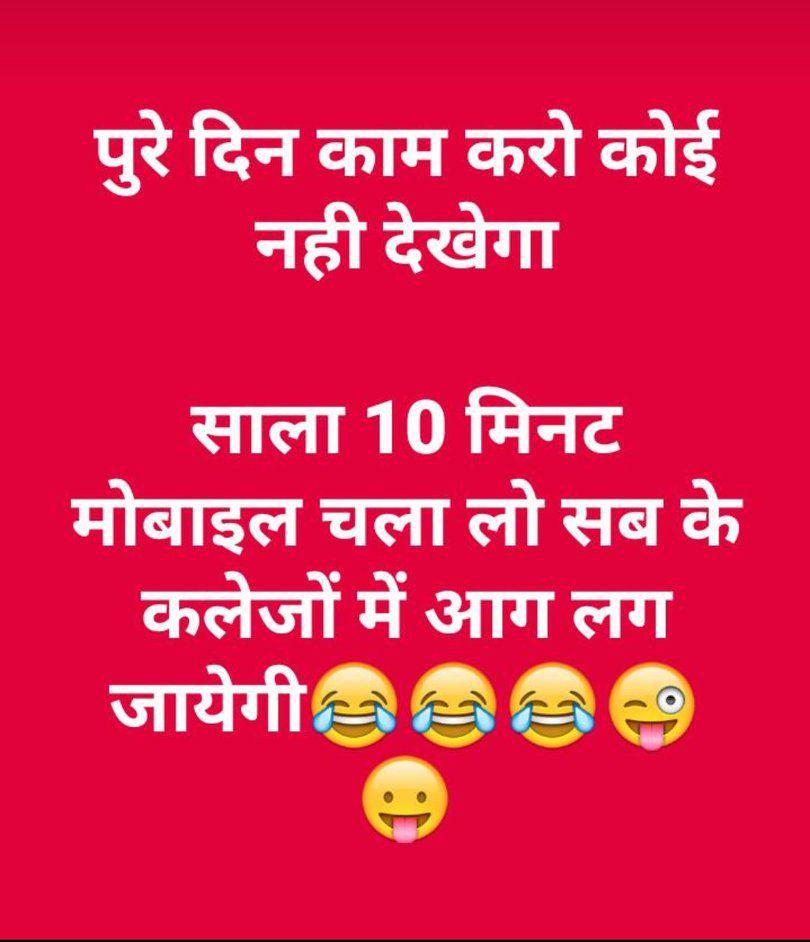 पुरे दिन काम करो कोई
नही देखेगा
साला 10 मिनट
मोबाइल चला लो सब के
कलेजों में आग लग
जायेगी😂😂😂😜
😛